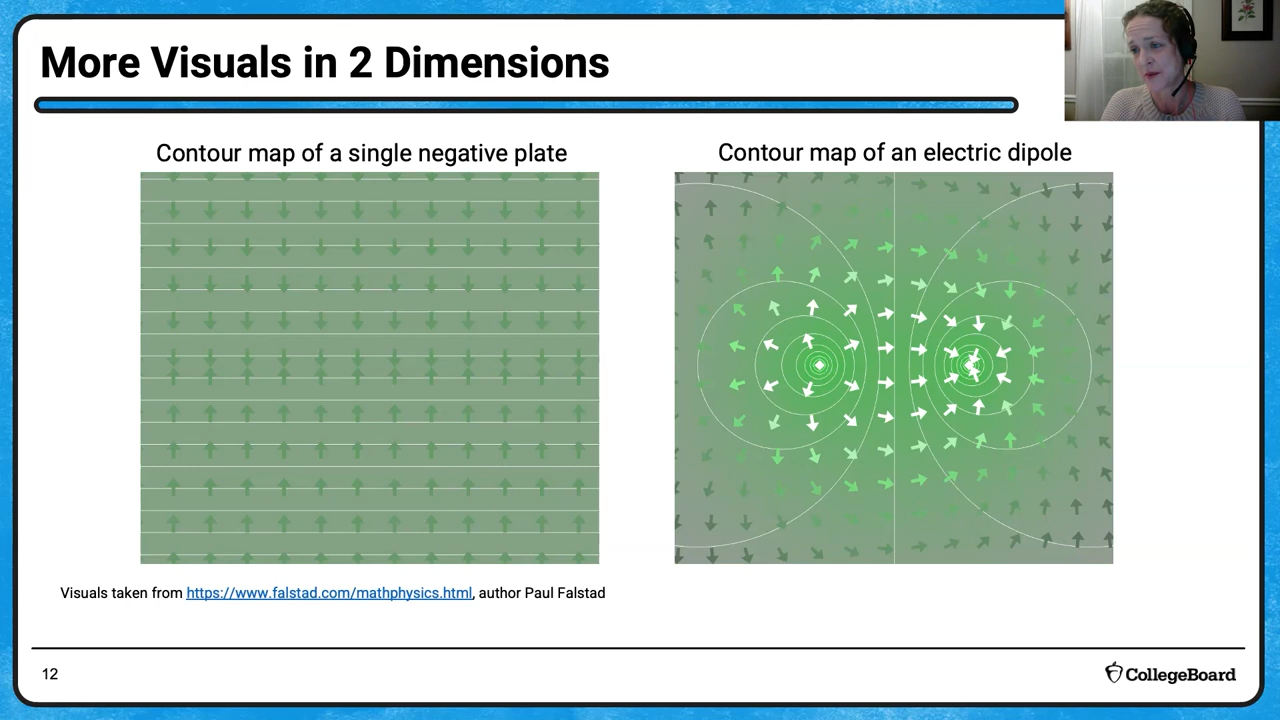 More Visuals in 2 Dimensions
Contour map of a single negative plate
Contour map of an electric dipole
Visuals taken from https://www.falstad.com/mathphysics.html, author Paul Falstad
12
CollegeBoard